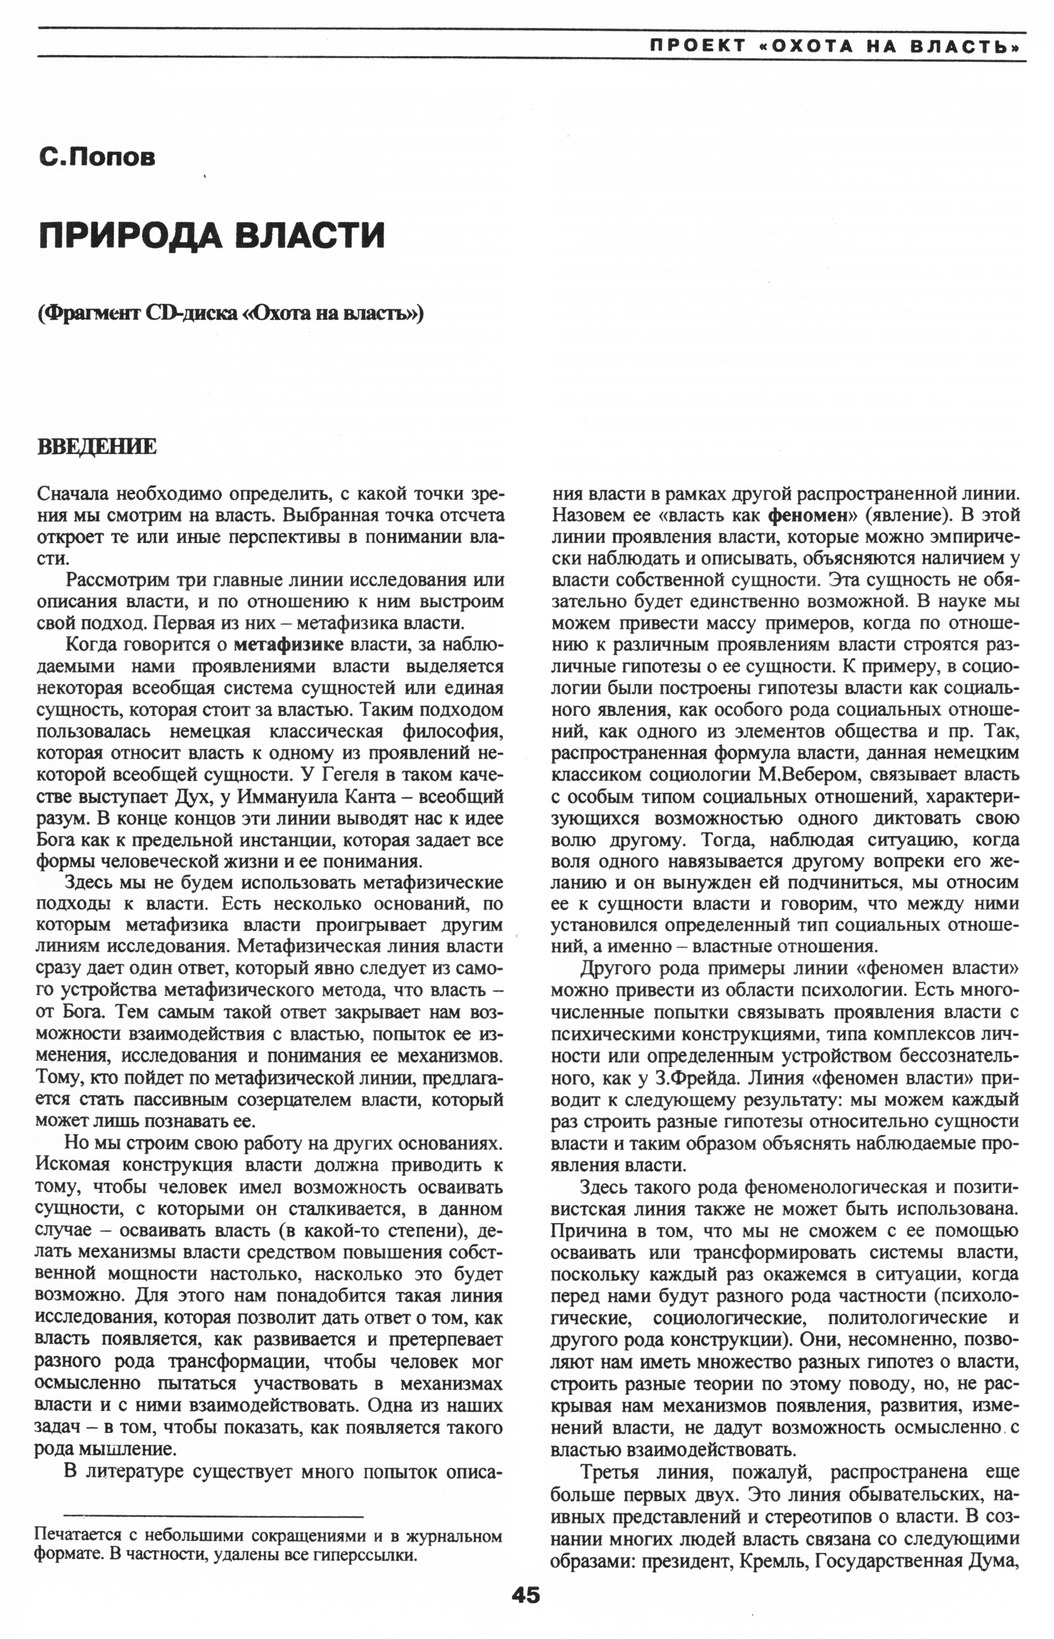 ПРОЕКТ «ОХОТА НА ВЛАСТЬ»
С.Попов
ПРИРОДА ВЛАСТИ
(Фрагмент CD-диска «Охота на власть»)
ВВЕДЕНИЕ
Сначала необходимо определить, с какой точки зре-
ния мы смотрим на власть. Выбранная точка отсчета
откроет те или иные перспективы в понимании вла-
сти.
Рассмотрим три главные линии исследования или
описания власти, и по отношению к ним выстроим
свой подход. Первая из них – метафизика власти.
Когда говорится о метафизике власти, за наблю-
даемыми нами проявлениями власти выделяется
некоторая всеобщая система сущностей или единая
сущность, которая стоит за властью. Таким подходом
пользовалась немецкая классическая философия,
которая относит власть к одному из проявлений не-
которой всеобщей сущности. У Гегеля в таком каче-
стве выступает Дух, у Иммануила Канта – всеобщий
разум. В конце концов эти линии выводят нас к идее
Бога как к предельной инстанции, которая задает все
формы человеческой жизни и ее понимания.
Здесь мы не будем использовать метафизические
подходы к власти. Есть несколько оснований, по
которым метафизика власти проигрывает другим
линиям исследования. Метафизическая линия власти
сразу дает один ответ, который явно следует из само-
го устройства метафизического метода, что власть –
от Бога. Тем самым такой ответ закрывает нам воз-
можности взаимодействия с властью, попыток ее из-
менения, исследования и понимания ее механизмов.
Тому, кто пойдет по метафизической линии, предлага-
ется стать пассивным созерцателем власти, который
может лишь познавать ее.
Но мы строим свою работу на других основаниях.
Искомая конструкция власти должна приводить к
тому, чтобы человек имел возможность осваивать
сущности, с которыми он сталкивается, в данном
случае – осваивать власть (в какой-то степени), де-
лать механизмы власти средством повышения собст-
венной мощности настолько, насколько это будет
возможно. Для этого нам понадобится такая линия
исследования, которая позволит дать ответ о том, как
власть появляется, как развивается и претерпевает
разного рода трансформации, чтобы человек мог
осмысленно пытаться участвовать в механизмах
власти и с ними взаимодействовать. Одна из наших
задач – в том, чтобы показать, как появляется такого
рода мышление.
В литературе существует много попыток описа-
Печатается с небольшими сокращениями и в журнальном
формате. В частности, удалены все гиперссылки.
ния власти в рамках другой распространенной линии.
Назовем ее «власть как феномен» (явление). В этой
линии проявления власти, которые можно эмпириче-
ски наблюдать и описывать, объясняются наличием у
власти собственной сущности. Эта сущность не обя-
зательно будет единственно возможной. В науке мы
можем привести массу примеров, когда по отноше-
нию к различным проявлениям власти строятся раз-
личные гипотезы о ее сущности. К примеру, в социо-
логии были построены гипотезы власти как социаль-
ного явления, как особого рода социальных отноше-
ний, как одного из элементов общества и пр. Так,
распространенная формула власти, данная немецким
классиком социологии М.Вебером, связывает власть
с особым типом социальных отношений, характери-
зующихся возможностью одного диктовать свою
волю другому. Тогда, наблюдая ситуацию, когда
воля одного навязывается другому вопреки его же-
ланию и он вынужден ей подчиниться, мы относим
ее к сущности власти и говорим, что между ними
установился определенный тип социальных отноше-
ний, а именно – властные отношения.
Другого рода примеры линии «феномен власти»
можно привести из области психологии. Есть много-
численные попытки связывать проявления власти с
психическими конструкциями, типа комплексов лич-
ности или определенным устройством бессознатель-
ного, как у З.Фрейда. Линия «феномен власти» при-
водит к следующему результату: мы можем каждый
раз строить разные гипотезы относительно сущности
власти и таким образом объяснять наблюдаемые про-
явления власти.
Здесь такого рода феноменологическая и позити-
вистская линия также не может быть использована.
Причина в том, что мы не сможем с ее помощью
осваивать или трансформировать системы власти,
поскольку каждый раз окажемся в ситуации, когда
перед нами будут разного рода частности (психоло-
гические, социологические, политологические и
другого рода конструкции). Они, несомненно, позво-
ляют нам иметь множество разных гипотез о власти,
строить разные теории по этому поводу, но, не рас-
крывая нам механизмов появления, развития, изме-
нений власти, не дадут возможность осмысленно с
властью взаимодействовать.
Третья линия, пожалуй, распространена еще
больше первых двух. Это линия обывательских, на-
ивных представлений и стереотипов о власти. В соз-
нании многих людей власть связана со следующими
образами: президент, Кремль, Государственная Дума,
45